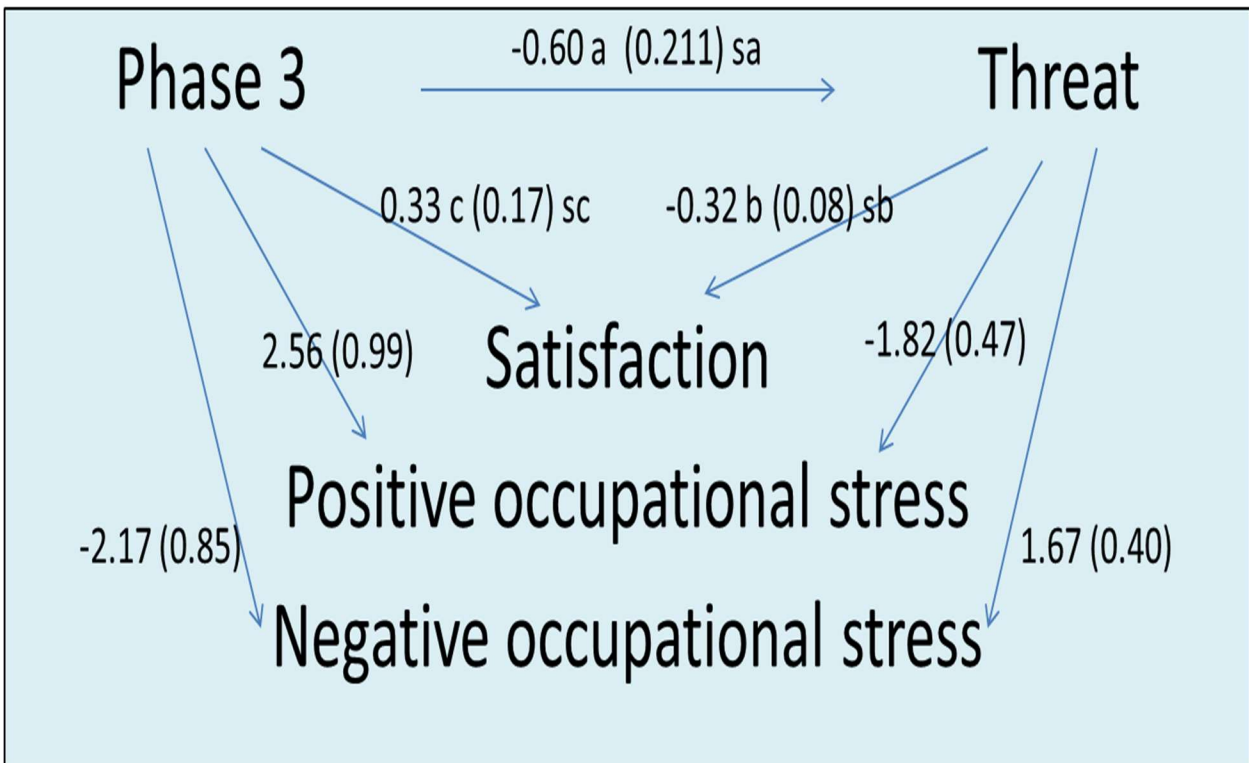 -0.60 a (0.211) sa
Phase 3
Threat
0.33 c (0.17) sc
-0.32 b (0.08) sb
2.56 (0.99)
Satisfaction
-1.82 (0.47)
Positive occupational stress
-2.17 (0.85)
1.67 (0.40)
Negative occupational stress